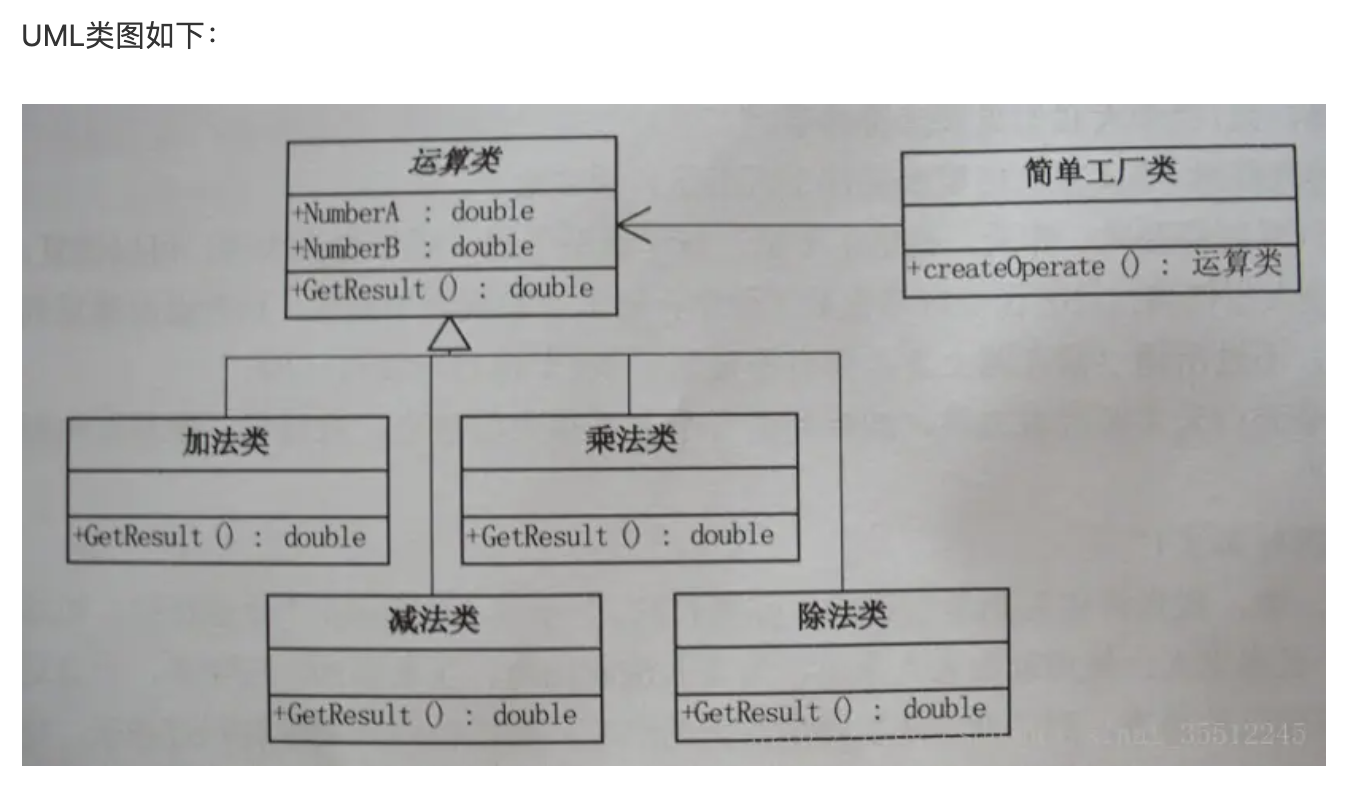 UML类图如下：
运算类
+NumberA : double
+NumberB : double
+GetResult () : double
简单工厂类
+createOperate () : 运算类
加法类
+GetResult () : double
乘法类
+GetResult () : double
减法类
+GetResult () : double
除法类
+GetResult () : double
35512245